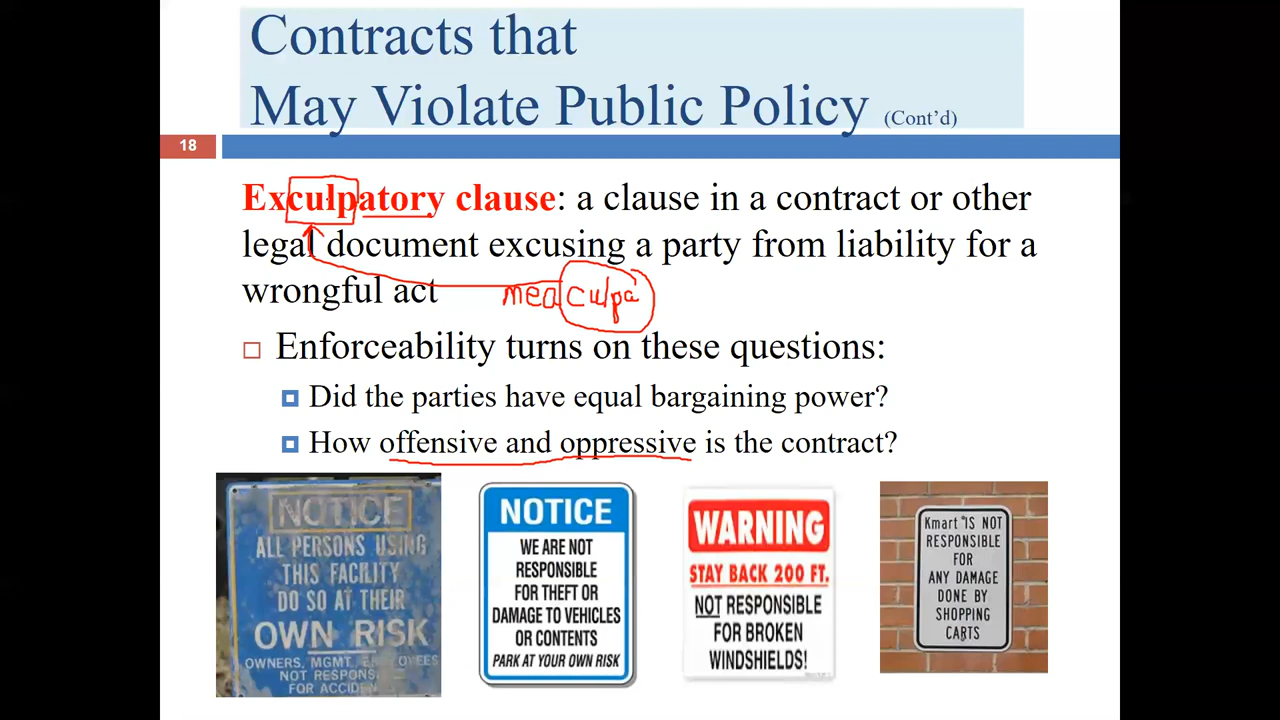 Contracts that
May Violate Public Policy (Cont'd)
18
Exculpatory clause: a clause in a contract or other
legal document excusing a party from liability for a
wrongful act
mea culpa
Enforceability turns on these questions:
Did the parties have equal bargaining power?
How offensive and oppressive is the contract?
NOTICE
ALL PERSONS USING
THIS FACILITY
DO SO AT THEIR
OWN RISK
OWNERS, MGMT. EMPLOYEES
NOT RESPONS
FOR ACCIDEN
NOTICE
WE ARE NOT
RESPONSIBLE
FOR THEFT OR
DAMAGE TO VEHICLES
OR CONTENTS
PARK AT YOUR OWN RISK
WARNING
STAY BACK 200 FT.
NOT RESPONSIBLE
FOR BROKEN
WINDSHIELDS!
Kmart IS NOT
RESPONSIBLE
FOR
ANY DAMAGE
DONE BY
SHOPPING
CARTS